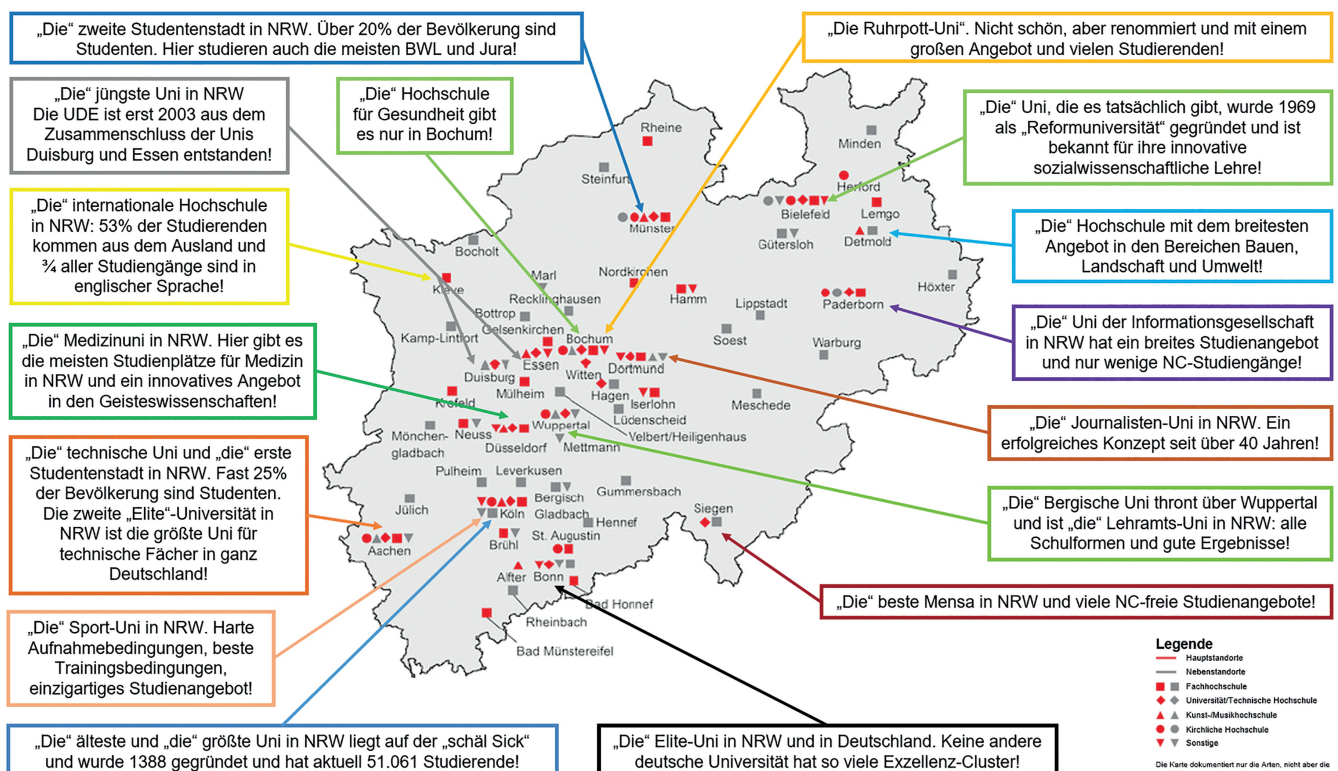 „Die“ zweite Studentenstadt in NRW. Über 20% der Bevölkerung sind
Studenten. Hier studieren auch die meisten BWL und Jura!
„Die Ruhrpott-Uni“. Nicht schön, aber renommiert und mit einem
großen Angebot und vielen Studierenden!
„Die“ jüngste Uni in NRW
Die UDE ist erst 2003 aus dem
Zusammenschluss der Unis
Duisburg und Essen entstanden!
„Die“ Hochschule
für Gesundheit gibt
es nur in Bochum!
„Die“ Uni, die es tatsächlich gibt, wurde 1969
als „Reformuniversität“ gegründet und ist
bekannt für ihre innovative
sozialwissenschaftliche Lehre!
„Die“ internationale Hochschule
in NRW: 53% der Studierenden
kommen aus dem Ausland und
¾ aller Studiengänge sind in
englischer Sprache!
„Die“ Hochschule mit dem breitesten
Angebot in den Bereichen Bauen,
Landschaft und Umwelt!
„Die“ Uni der Informationsgesellschaft
in NRW hat ein breites Studienangebot
und nur wenige NC-Studiengänge!
„Die“ Medizinuni in NRW. Hier gibt es
die meisten Studienplätze für Medizin
in NRW und ein innovatives Angebot
in den Geisteswissenschaften!
„Die“ Journalisten-Uni in NRW. Ein
erfolgreiches Konzept seit über 40 Jahren!
„Die“ technische Uni und „die“ erste
Studentenstadt in NRW. Fast 25%
der Bevölkerung sind Studenten.
Die zweite „Elite“-Universität in
NRW ist die größte Uni für
technische Fächer in ganz
Deutschland!
„Die“ Bergische Uni thront über Wuppertal
und ist „die“ Lehramts-Uni in NRW: alle
Schulformen und gute Ergebnisse!
„Die“ beste Mensa in NRW und viele NC-freie Studienangebote!
„Die“ Sport-Uni in NRW. Harte
Aufnahmebedingungen, beste
Trainingsbedingungen,
einzigartiges Studienangebot!
„Die“ älteste und „die“ größte Uni in NRW liegt auf der „schäl Sick“
und wurde 1388 gegründet und hat aktuell 51.061 Studierende!
„Die“ Elite-Uni in NRW und in Deutschland. Keine andere
deutsche Universität hat so viele Exzellenz-Cluster!
Rheine
Minden
Steinfurt
Herford
Münster
Bielefeld
Lemgo
Gütersloh
Detmold
Bocholt
Höxter
Kleve
Marl
Nordkirchen
Recklinghausen
Hamm
Lippstadt
Paderborn
Bottrop
Gelsenkirchen
Kamp-Lintfort
Bochum
Soest
Warburg
Essen
Dortmund
Duisburg
Witten
Mülheim
Hagen
Iserlohn
Meschede
Krefeld
Lüdenscheid
Wuppertal
Velbert/Heiligenhaus
Mönchen-
gladbach
Neuss
Düsseldorf
Mettmann
Pulheim
Leverkusen
Gummersbach
Bergisch
Gladbach
Jülich
Köln
Siegen
Hennef
Aachen
Brühl
St. Augustin
Alfter
Bonn
Bad Honnef
Rheinbach
Bad Münstereifel
Legende
Hauptstandorte
Nebenstandorte
Fachhochschule
Universität/Technische Hochschule
Kunst-/Musikhochschule
Kirchliche Hochschule
Sonstige
Die Karte dokumentiert nur die Arten, nicht aber die